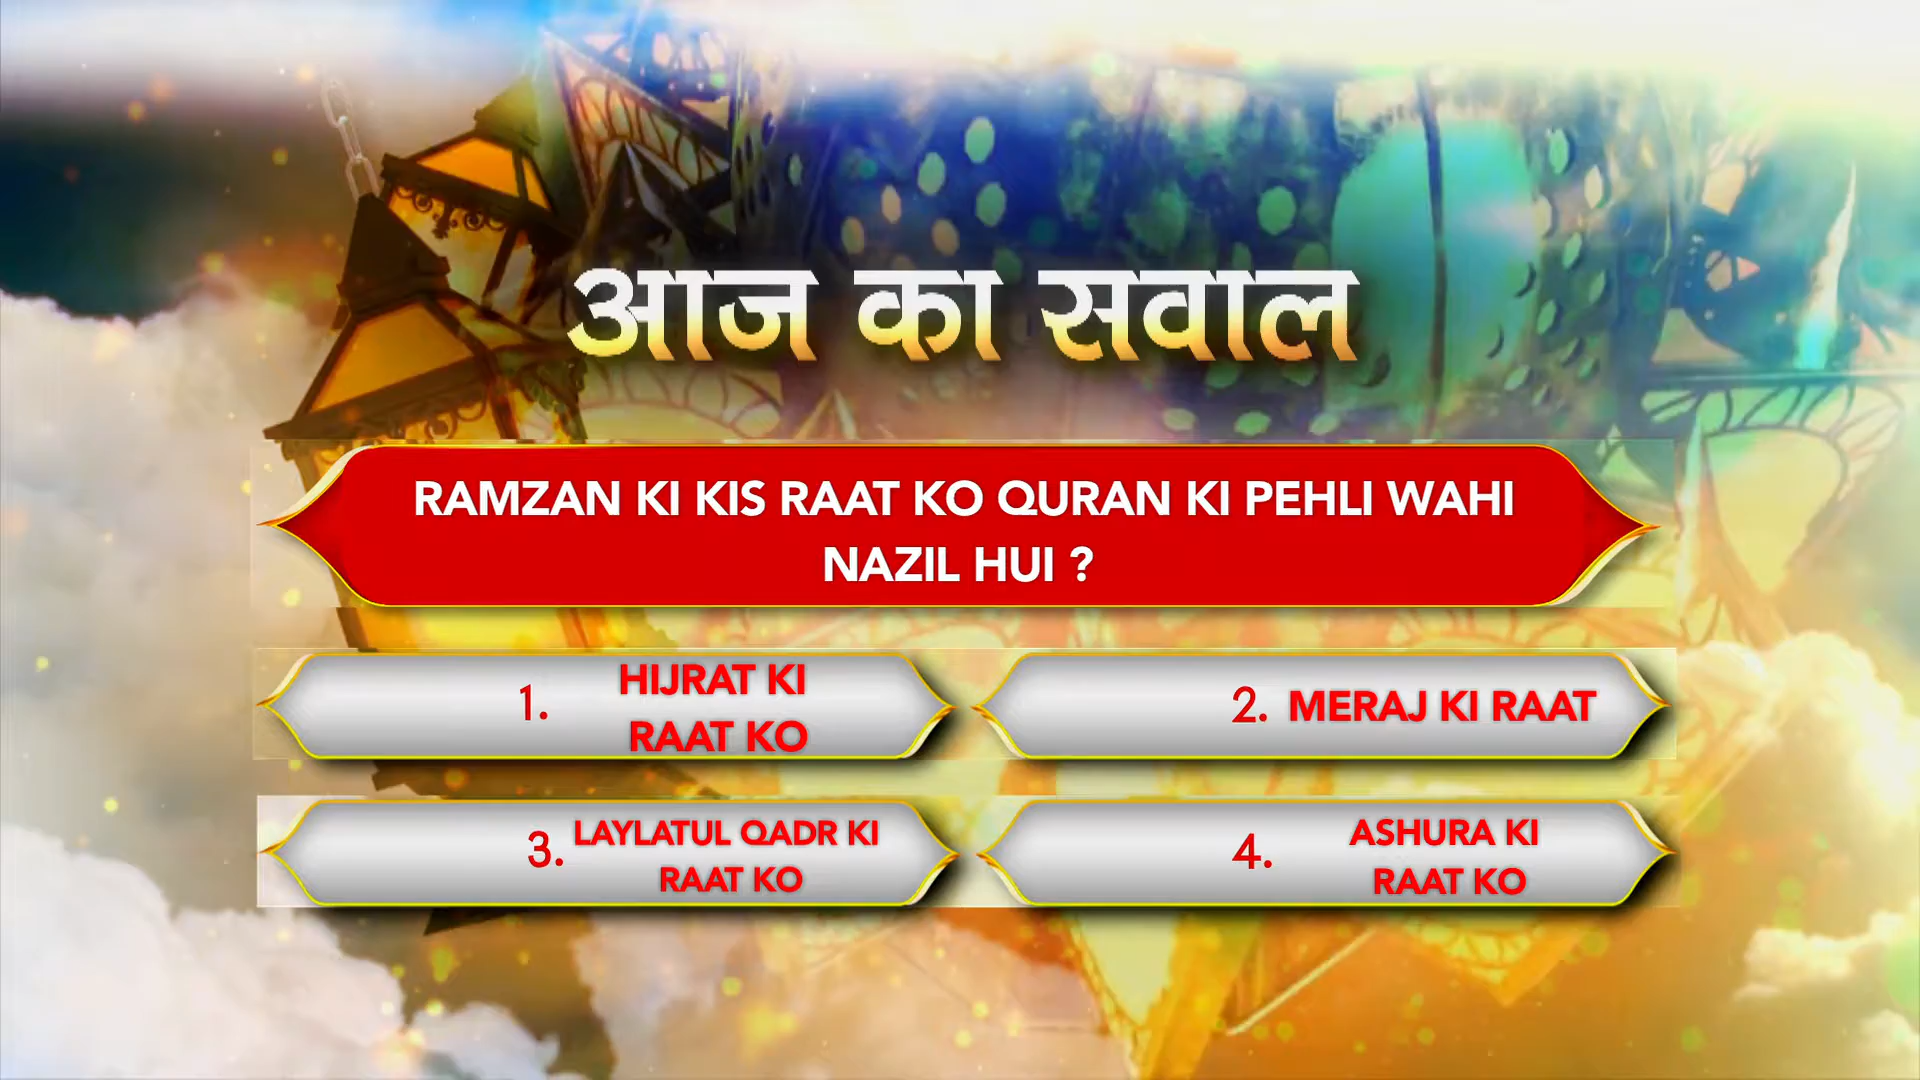 आज का सवाल
RAMZAN KI KIS RAAT KO QURAN KI PEHLI WAHI
NAZIL HUI ?
1. HIJRAT KI
RAAT KO
2. MERAJ KI RAAT
3. LAYLATUL QADR KI
RAAT KO
4. ASHURA KI
RAAT KO